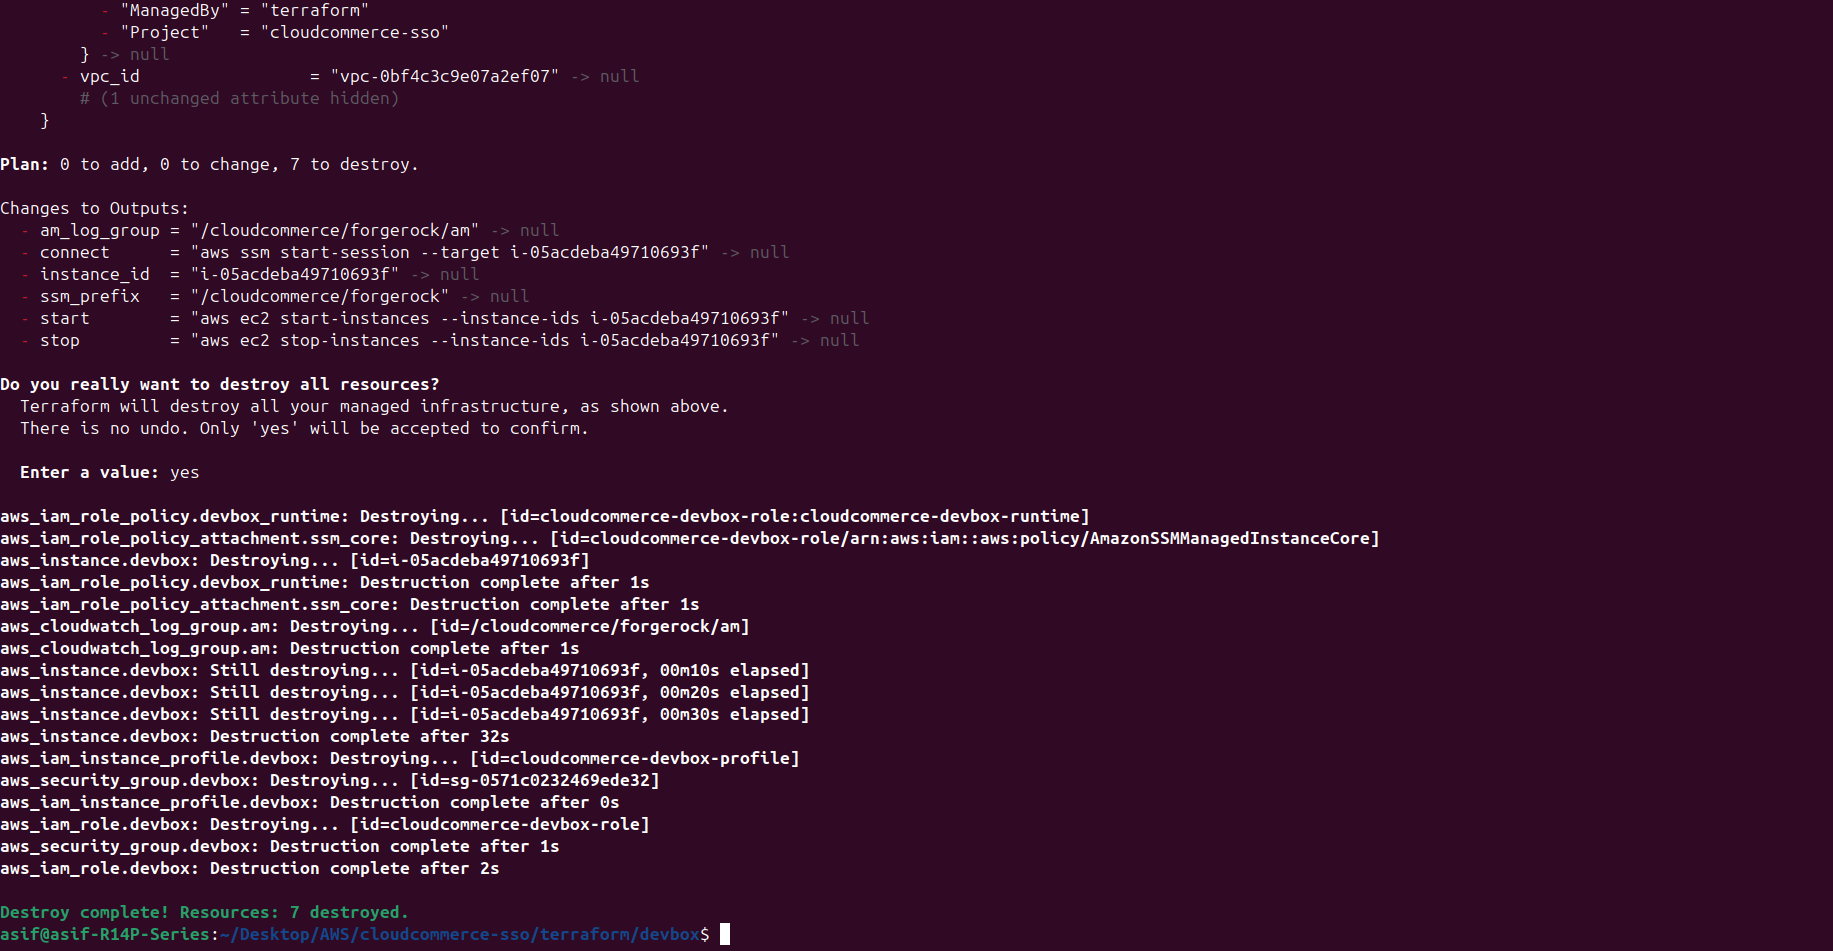 - "ManagedBy" = "terraform"
- "Project"   = "cloudcommerce-sso"
} -> null
- vpc_id                 = "vpc-0bf4c3c9e07a2ef07" -> null
# (1 unchanged attribute hidden)
}
Plan: 0 to add, 0 to change, 7 to destroy.
Changes to Outputs:
- am_log_group = "/cloudcommerce/forgerock/am" -> null
- connect      = "aws ssm start-session --target i-05acdeba49710693f" -> null
- instance_id  = "i-05acdeba49710693f" -> null
- ssm_prefix   = "/cloudcommerce/forgerock" -> null
- start        = "aws ec2 start-instances --instance-ids i-05acdeba49710693f" -> null
- stop         = "aws ec2 stop-instances --instance-ids i-05acdeba49710693f" -> null
Do you really want to destroy all resources?
Terraform will destroy all your managed infrastructure, as shown above.
There is no undo. Only 'yes' will be accepted to confirm.
Enter a value: yes
aws_iam_role_policy.devbox_runtime: Destroying... [id=cloudcommerce-devbox-role:cloudcommerce-devbox-runtime]
aws_iam_role_policy_attachment.ssm_core: Destroying... [id=cloudcommerce-devbox-role/arn:aws:iam::aws:policy/AmazonSSMManagedInstanceCore]
aws_instance.devbox: Destroying... [id=i-05acdeba49710693f]
aws_iam_role_policy.devbox_runtime: Destruction complete after 1s
aws_iam_role_policy_attachment.ssm_core: Destruction complete after 1s
aws_cloudwatch_log_group.am: Destroying... [id=/cloudcommerce/forgerock/am]
aws_cloudwatch_log_group.am: Destruction complete after 1s
aws_instance.devbox: Still destroying... [id=i-05acdeba49710693f, 00m10s elapsed]
aws_instance.devbox: Still destroying... [id=i-05acdeba49710693f, 00m20s elapsed]
aws_instance.devbox: Still destroying... [id=i-05acdeba49710693f, 00m30s elapsed]
aws_instance.devbox: Destruction complete after 32s
aws_iam_instance_profile.devbox: Destroying... [id=cloudcommerce-devbox-profile]
aws_security_group.devbox: Destroying... [id=sg-0571c0232469ede32]
aws_iam_instance_profile.devbox: Destruction complete after 0s
aws_iam_role.devbox: Destroying... [id=cloudcommerce-devbox-role]
aws_security_group.devbox: Destruction complete after 1s
aws_iam_role.devbox: Destruction complete after 2s
Destroy complete! Resources: 7 destroyed.
asif@asif-R14P-Series:~/Desktop/AWS/cloudcommerce-sso/terraform/devbox$